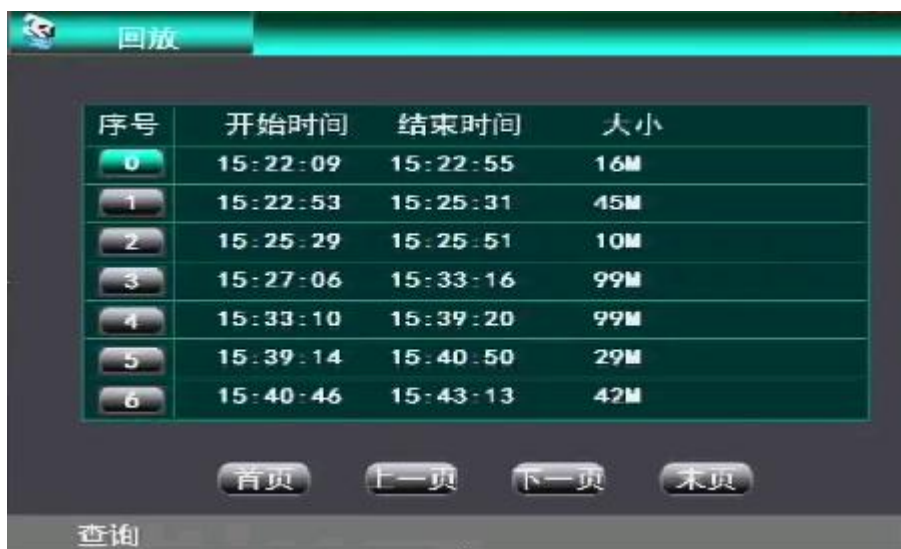 回放
序号 开始时间 结束时间 大小
0 15:22:09 15:22:55 16M
1 15:22:53 15:25:31 45M
2 15:25:29 15:25:51 10M
3 15:27:06 15:33:16 99M
4 15:33:10 15:39:20 99M
5 15:39:14 15:40:50 29M
6 15:40:46 15:43:13 42M
首页 上一页 下一页 末页
查询